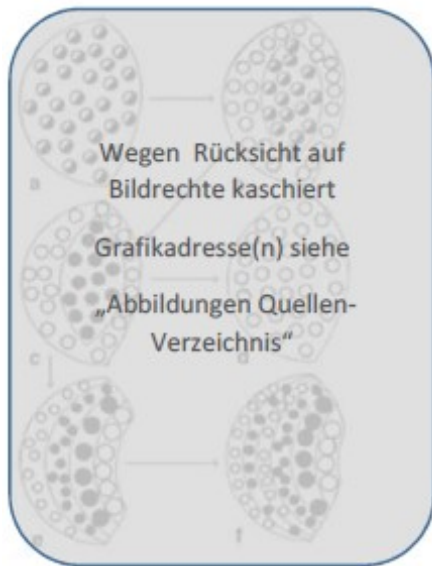 a
Wegen Rücksicht auf
Bildrechte kaschiert
Grafikadresse(n) siehe
„Abbildungen Quellen-
Verzeichnis“
c
d
e
f